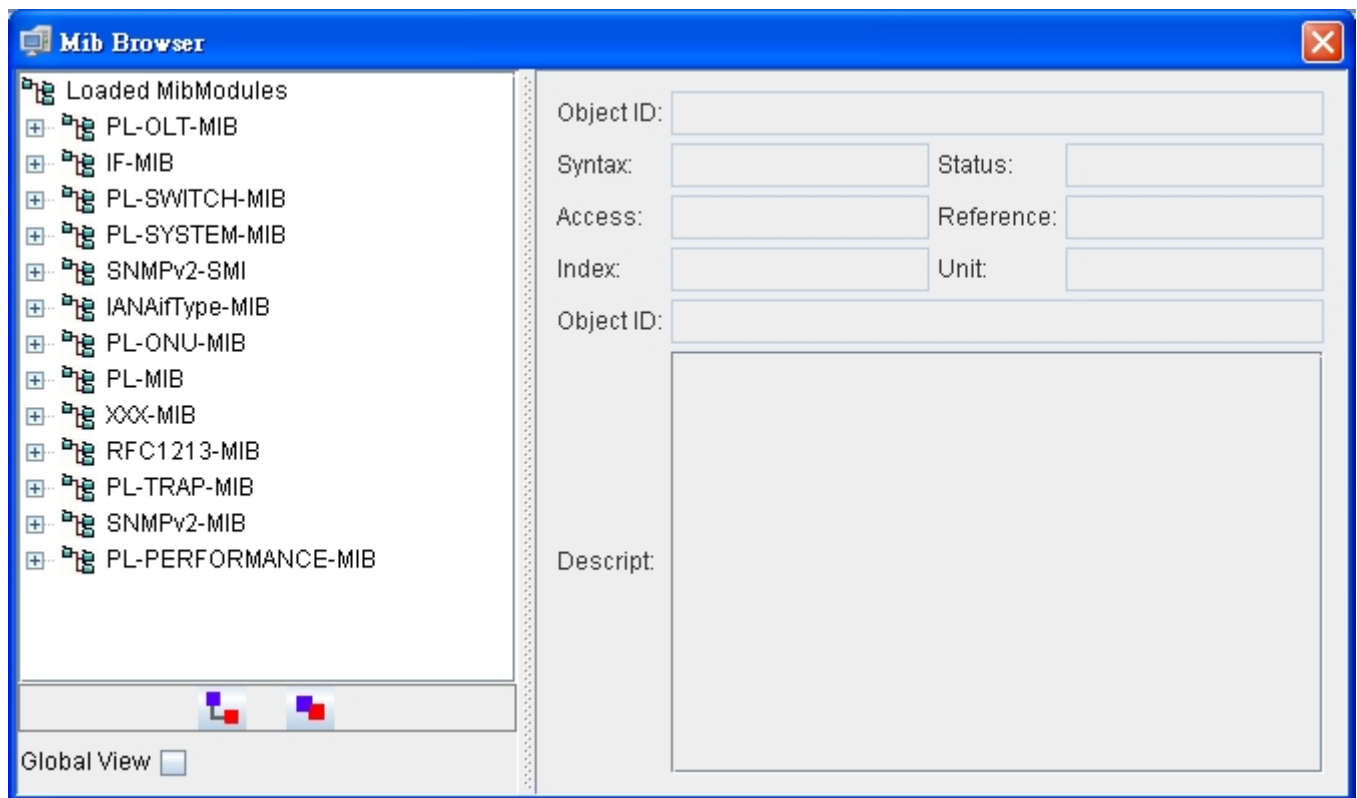 Mib Browser
Loaded MibModules
PL-OLT-MIB
IF-MIB
PL-SWITCH-MIB
PL-SYSTEM-MIB
SNMPv2-SMI
IANAifType-MIB
PL-ONU-MIB
PL-MIB
XXX-MIB
RFC1213-MIB
PL-TRAP-MIB
SNMPv2-MIB
PL-PERFORMANCE-MIB
Global View
Object ID:
Syntax: Status:
Access: Reference:
Index: Unit:
Object ID:
Descript: